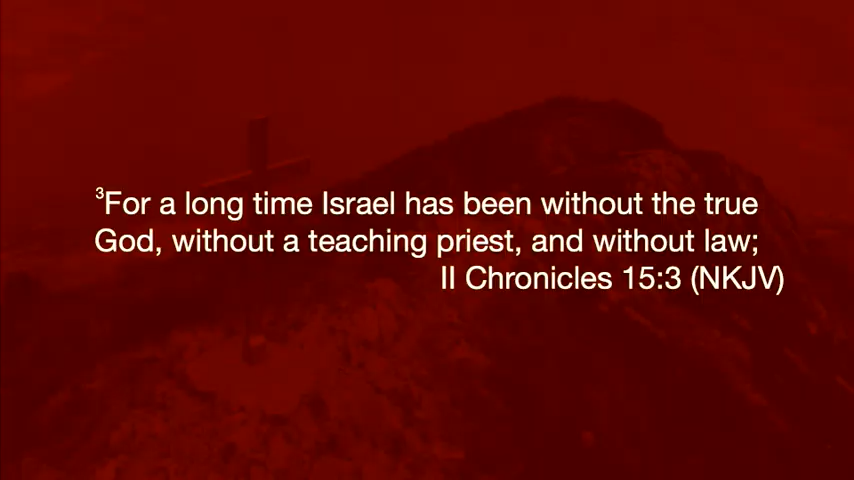 ³For a long time Israel has been without the true
God, without a teaching priest, and without law;
II Chronicles 15:3 (NKJV)